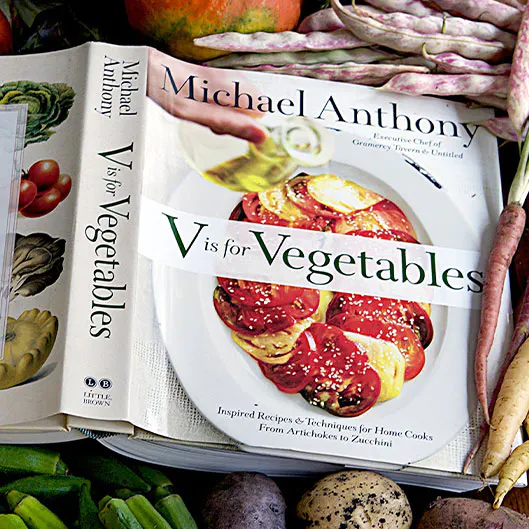 Michael
Anthony
V is for Vegetables
L B
LITTLE,
BROWN
Michael Anthony
Executive Chef of
Gramercy Tavern & Untitled
V is for Vegetables
Inspired Recipes & Techniques for Home Cooks
From Artichokes to Zucchini